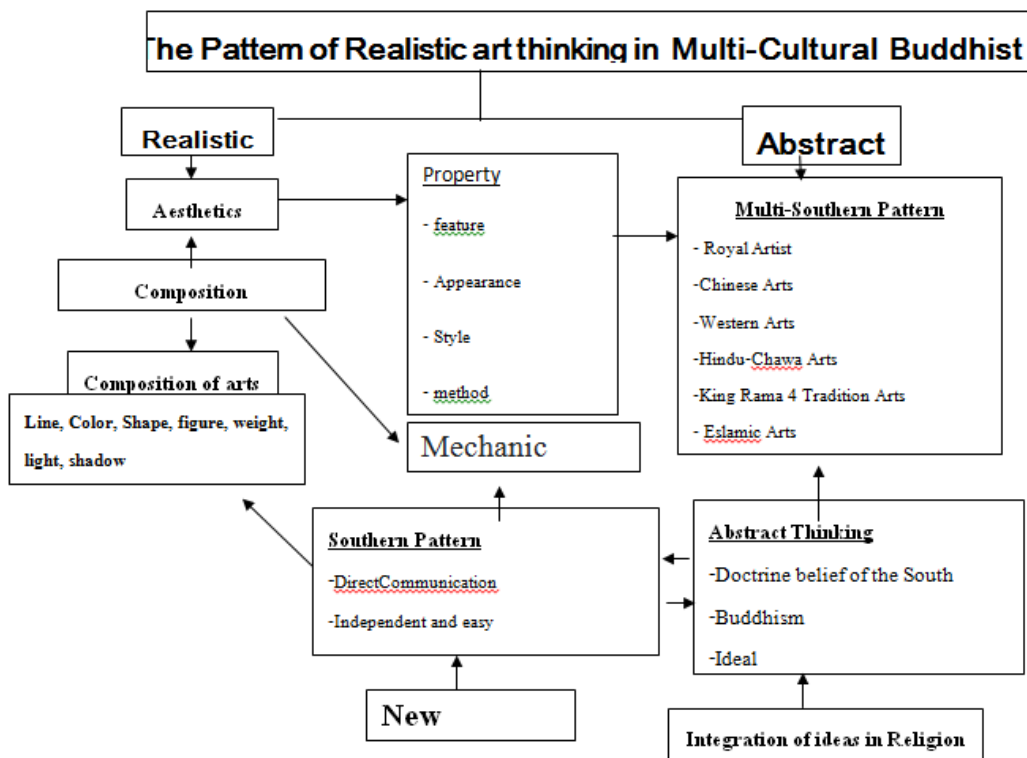 The Pattern of Realistic art thinking in Multi-Cultural Buddhist
Realistic
Abstract
Aesthetics
Property
- feature
- Appearance
- Style
- method
Multi-Southern Pattern
- Royal Artist
-Chinese Arts
-Western Arts
-Hindu-Chawa Arts
-King Rama 4 Tradition Arts
- Eslamic Arts
Composition
Composition of arts
Line, Color, Shape, figure, weight,
light, shadow
Mechanic
Southern Pattern
-DirectCommunication
-Independent and easy
Abstract Thinking
-Doctrine belief of the South
-Buddhism
-Ideal
New
Integration of ideas in Religion